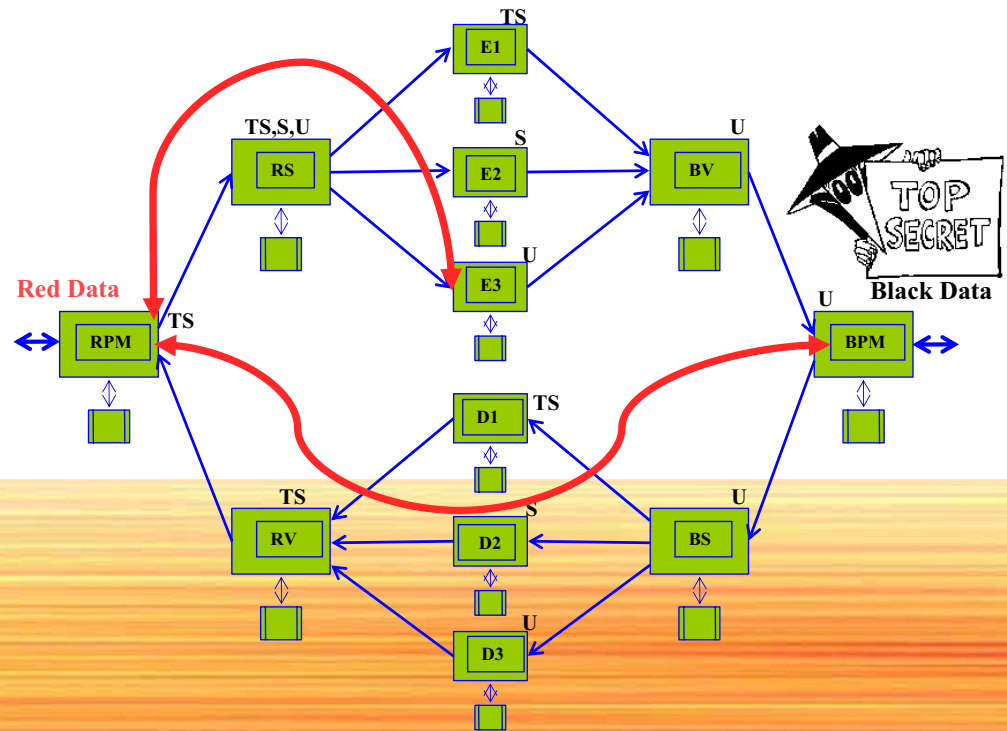 TS
E1
TS,S,U
RS
S
E2
U
BV
TOP
SECRET
U
E3
Red Data
Black Data
TS
RPM
U
BPM
TS
D1
TS
RV
S
D2
U
BS
U
D3